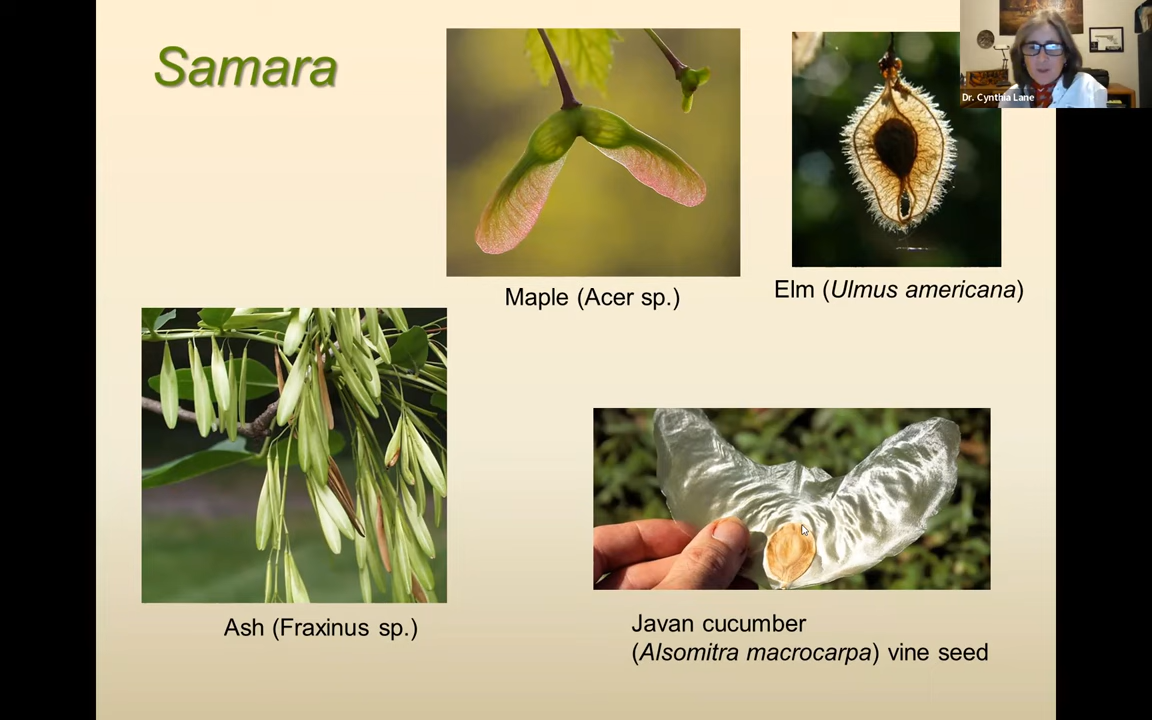 Samara
Dr. Cynthia Lane
Maple (Acer sp.)
Elm (Ulmus americana)
Ash (Fraxinus sp.)
Javan cucumber
(Alsomitra macrocarpa) vine seed